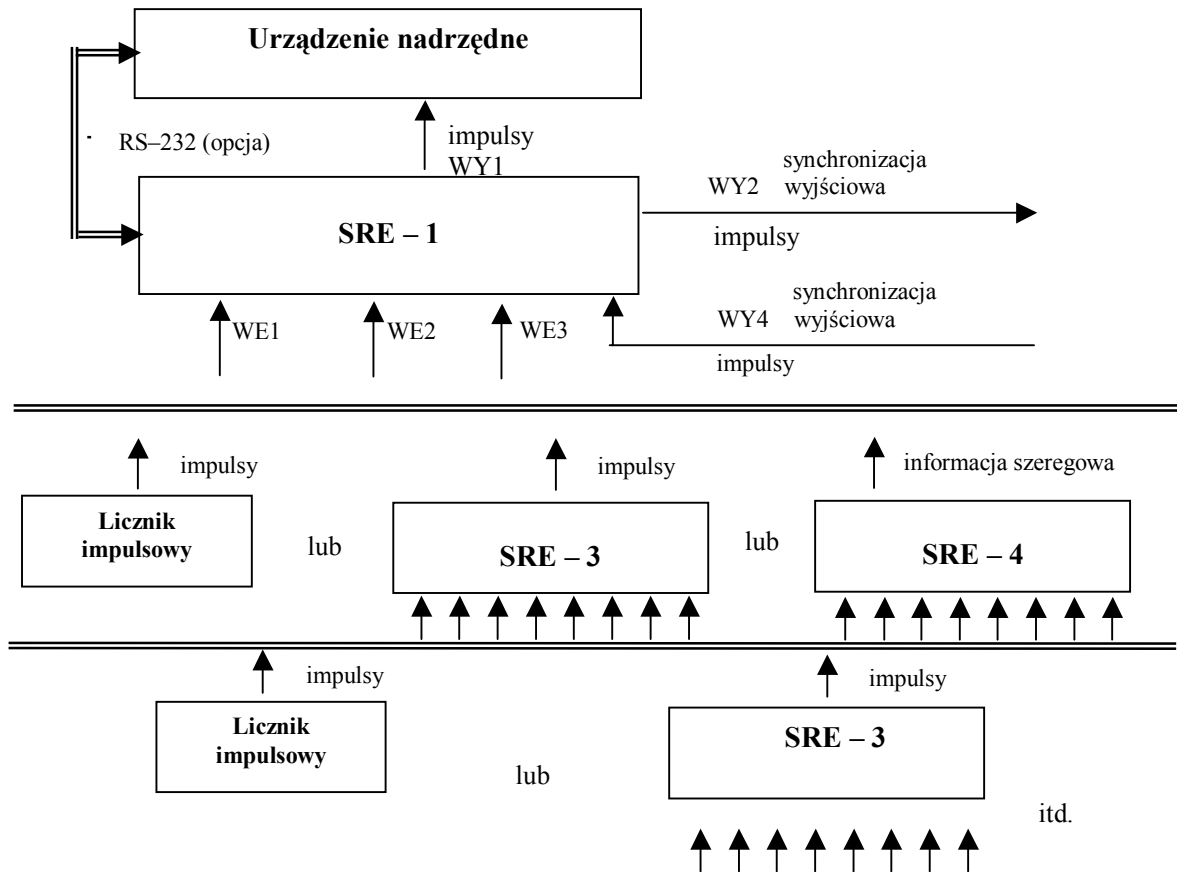 Urządzenie nadrzędne
RS–232 (opcja)
impulsy
WY1
synchronizacja
WY2 wyjściowa
impulsy
SRE – 1
synchronizacja
WY4 wyjściowa
impulsy
WE1
WE2
WE3
impulsy
impulsy
informacja szeregowa
Licznik
impulsowy
lub
SRE – 3
lub
SRE – 4
impulsy
impulsy
Licznik
impulsowy
lub
SRE – 3
itd.